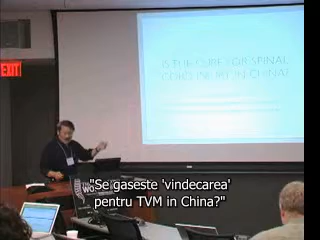 IS THE CURE FOR SPINAL
CORD INJURY IN CHINA?
EXIT
"Se gaseste 'vindecarea'
pentru TVM in China?"